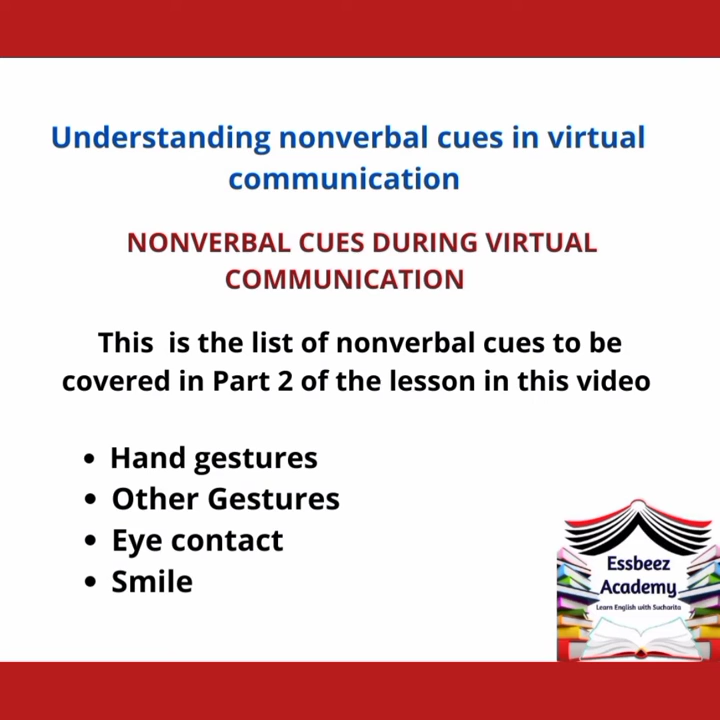 Understanding nonverbal cues in virtual
communication
NONVERBAL CUES DURING VIRTUAL
COMMUNICATION
This is the list of nonverbal cues to be
covered in Part 2 of the lesson in this video
• Hand gestures
• Other Gestures
• Eye contact
• Smile
Essbeez
Academy
Learn English with Sucharita